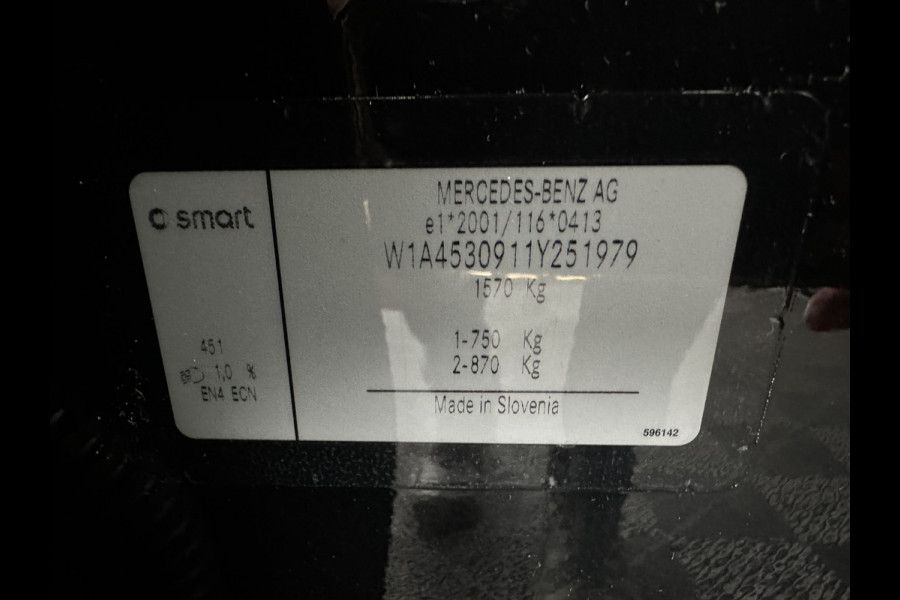 smart
MERCEDES-BENZ AG
e1*2001/116*0413
W1A4530911Y251979
1570 Kg
1-750 Kg
2-870 Kg
451
1,0 %
EN4 ECN
Made in Slovenia
596142